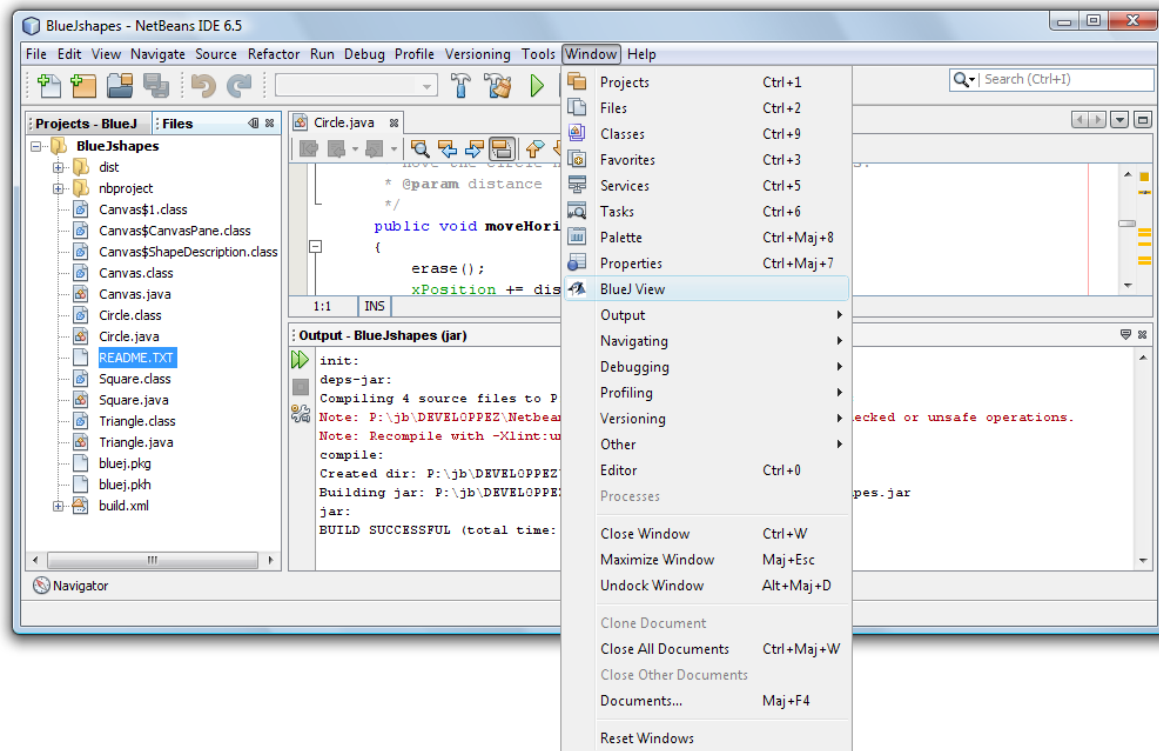 BlueJshapes - NetBeans IDE 6.5
File Edit View Navigate Source Refactor Run Debug Profile Versioning Tools Window Help
Search (Ctrl+I)
Projects - BlueJ Files
BlueJshapes
dist
nbproject
Canvas$1.class
Canvas$CanvasPane.class
Canvas$ShapeDescription.class
Canvas.class
Canvas.java
Circle.class
Circle.java
README.TXT
Square.class
Square.java
Triangle.class
Triangle.java
bluej.pkg
bluej.pkh
build.xml
Navigator
Circle.java
* @param distance
*/
public void moveHori
{
erase();
xPosition += dis
1:1 INS
Output - BlueJshapes (jar)
init:
deps-jar:
Compiling 4 source files to P
Note: P:\jb\DEVELOPPEZ\Netbea ecked or unsafe operations.
Note: Recompile with -Xlint:u
compile:
Created dir: P:\jb\DEVELOPPEZ
Building jar: P:\jb\DEVELOPPE pes.jar
jar:
BUILD SUCCESSFUL (total time:
Projects Ctrl+1
Files Ctrl+2
Classes Ctrl+9
Favorites Ctrl+3
Services Ctrl+5
Tasks Ctrl+6
Palette Ctrl+Maj+8
Properties Ctrl+Maj+7
BlueJ View
Output
Navigating
Debugging
Profiling
Versioning
Other
Editor Ctrl+0
Processes
Close Window Ctrl+W
Maximize Window Maj+Esc
Undock Window Alt+Maj+D
Clone Document
Close All Documents Ctrl+Maj+W
Close Other Documents
Documents... Maj+F4
Reset Windows